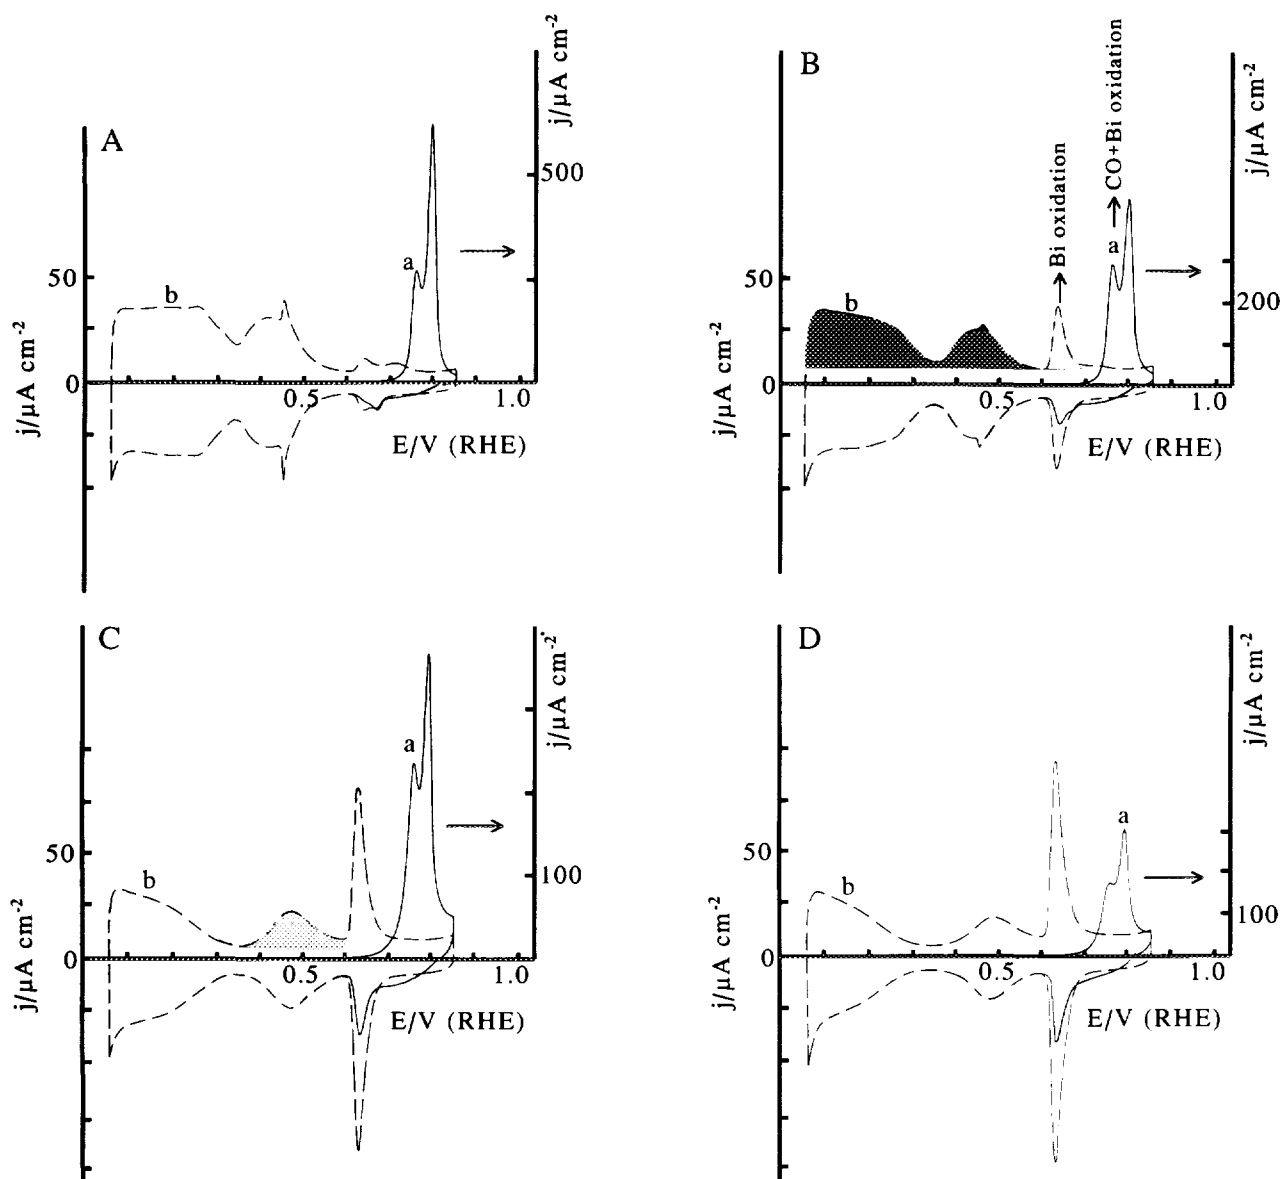 A
j/μA cm-2
500
a
50
b
j/μA cm-2
0
0.5
1.0
E/V (RHE)
B
j/μA cm-2
Bi oxidation
CO+Bi oxidation
a
50
b
200
j/μA cm-2
0
0.5
1.0
E/V (RHE)
C
j/μA cm-2
a
50
b
100
j/μA cm-2
0
0.5
1.0
E/V (RHE)
D
j/μA cm-2
a
50
b
100
j/μA cm-2
0
0.5
1.0
E/V (RHE)